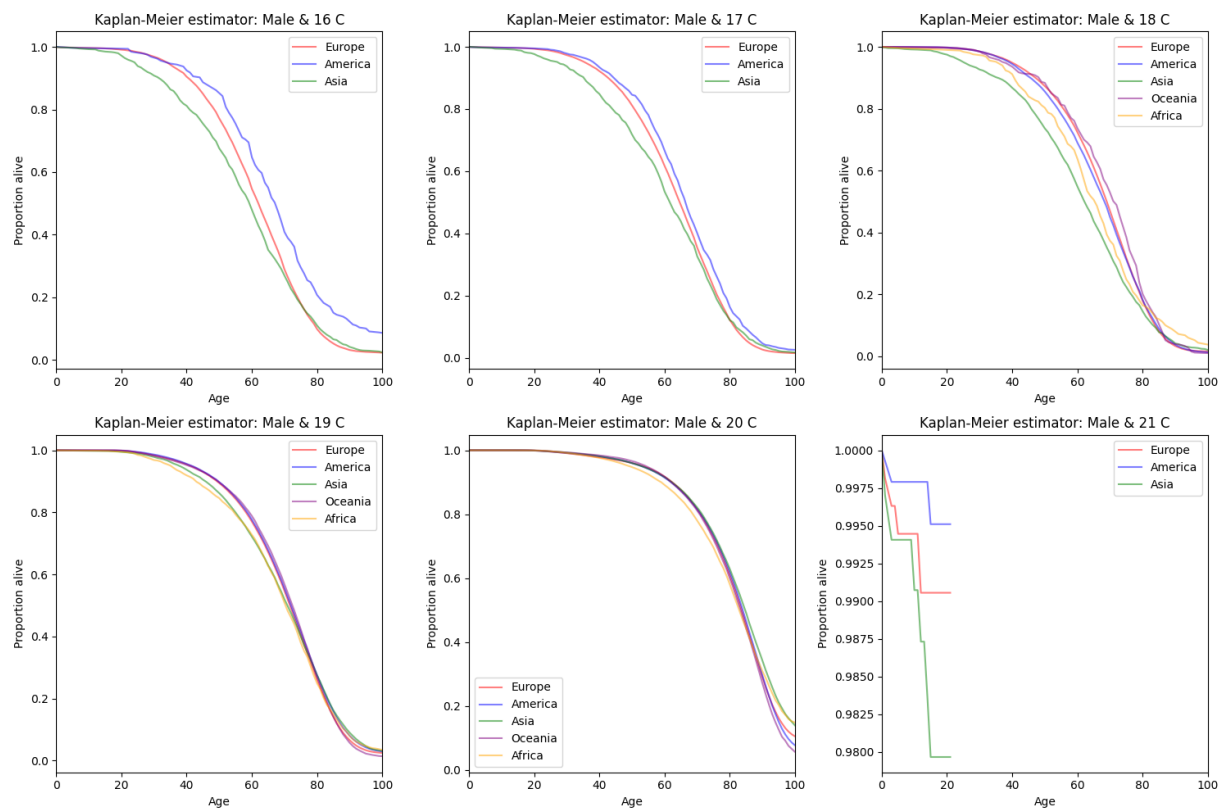 Kaplan-Meier estimator: Male & 16 C
1.0
0.8
0.6
0.4
0.2
0.0
Proportion alive
0 20 40 60 80 100
Age
Europe
America
Asia
Kaplan-Meier estimator: Male & 17 C
1.0
0.8
0.6
0.4
0.2
0.0
Proportion alive
0 20 40 60 80 100
Age
Europe
America
Asia
Kaplan-Meier estimator: Male & 18 C
1.0
0.8
0.6
0.4
0.2
0.0
Proportion alive
0 20 40 60 80 100
Age
Europe
America
Asia
Oceania
Africa
Kaplan-Meier estimator: Male & 19 C
1.0
0.8
0.6
0.4
0.2
0.0
Proportion alive
0 20 40 60 80 100
Age
Europe
America
Asia
Oceania
Africa
Kaplan-Meier estimator: Male & 20 C
1.0
0.8
0.6
0.4
0.2
0.0
Proportion alive
0 20 40 60 80 100
Age
Europe
America
Asia
Oceania
Africa
Kaplan-Meier estimator: Male & 21 C
1.0000
0.9975
0.9950
0.9925
0.9900
0.9875
0.9850
0.9825
0.9800
Proportion alive
0 20 40 60 80 100
Age
Europe
America
Asia